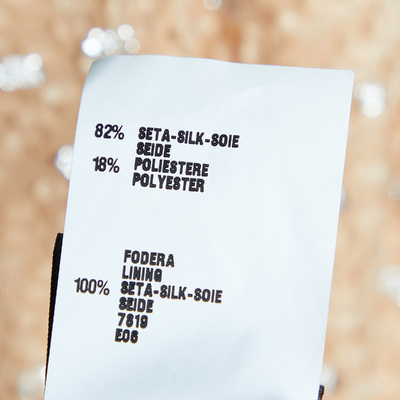 82% SETA-SILK-SOIE
SEIDE
18% POLIESTERE
POLYESTER
FODERA
LINING
100% SETA-SILK-SOIE
SEIDE
7819
E06